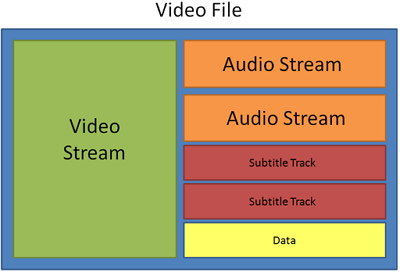 Video File
Video
Stream
Audio Stream
Audio Stream
Subtitle Track
Subtitle Track
Data